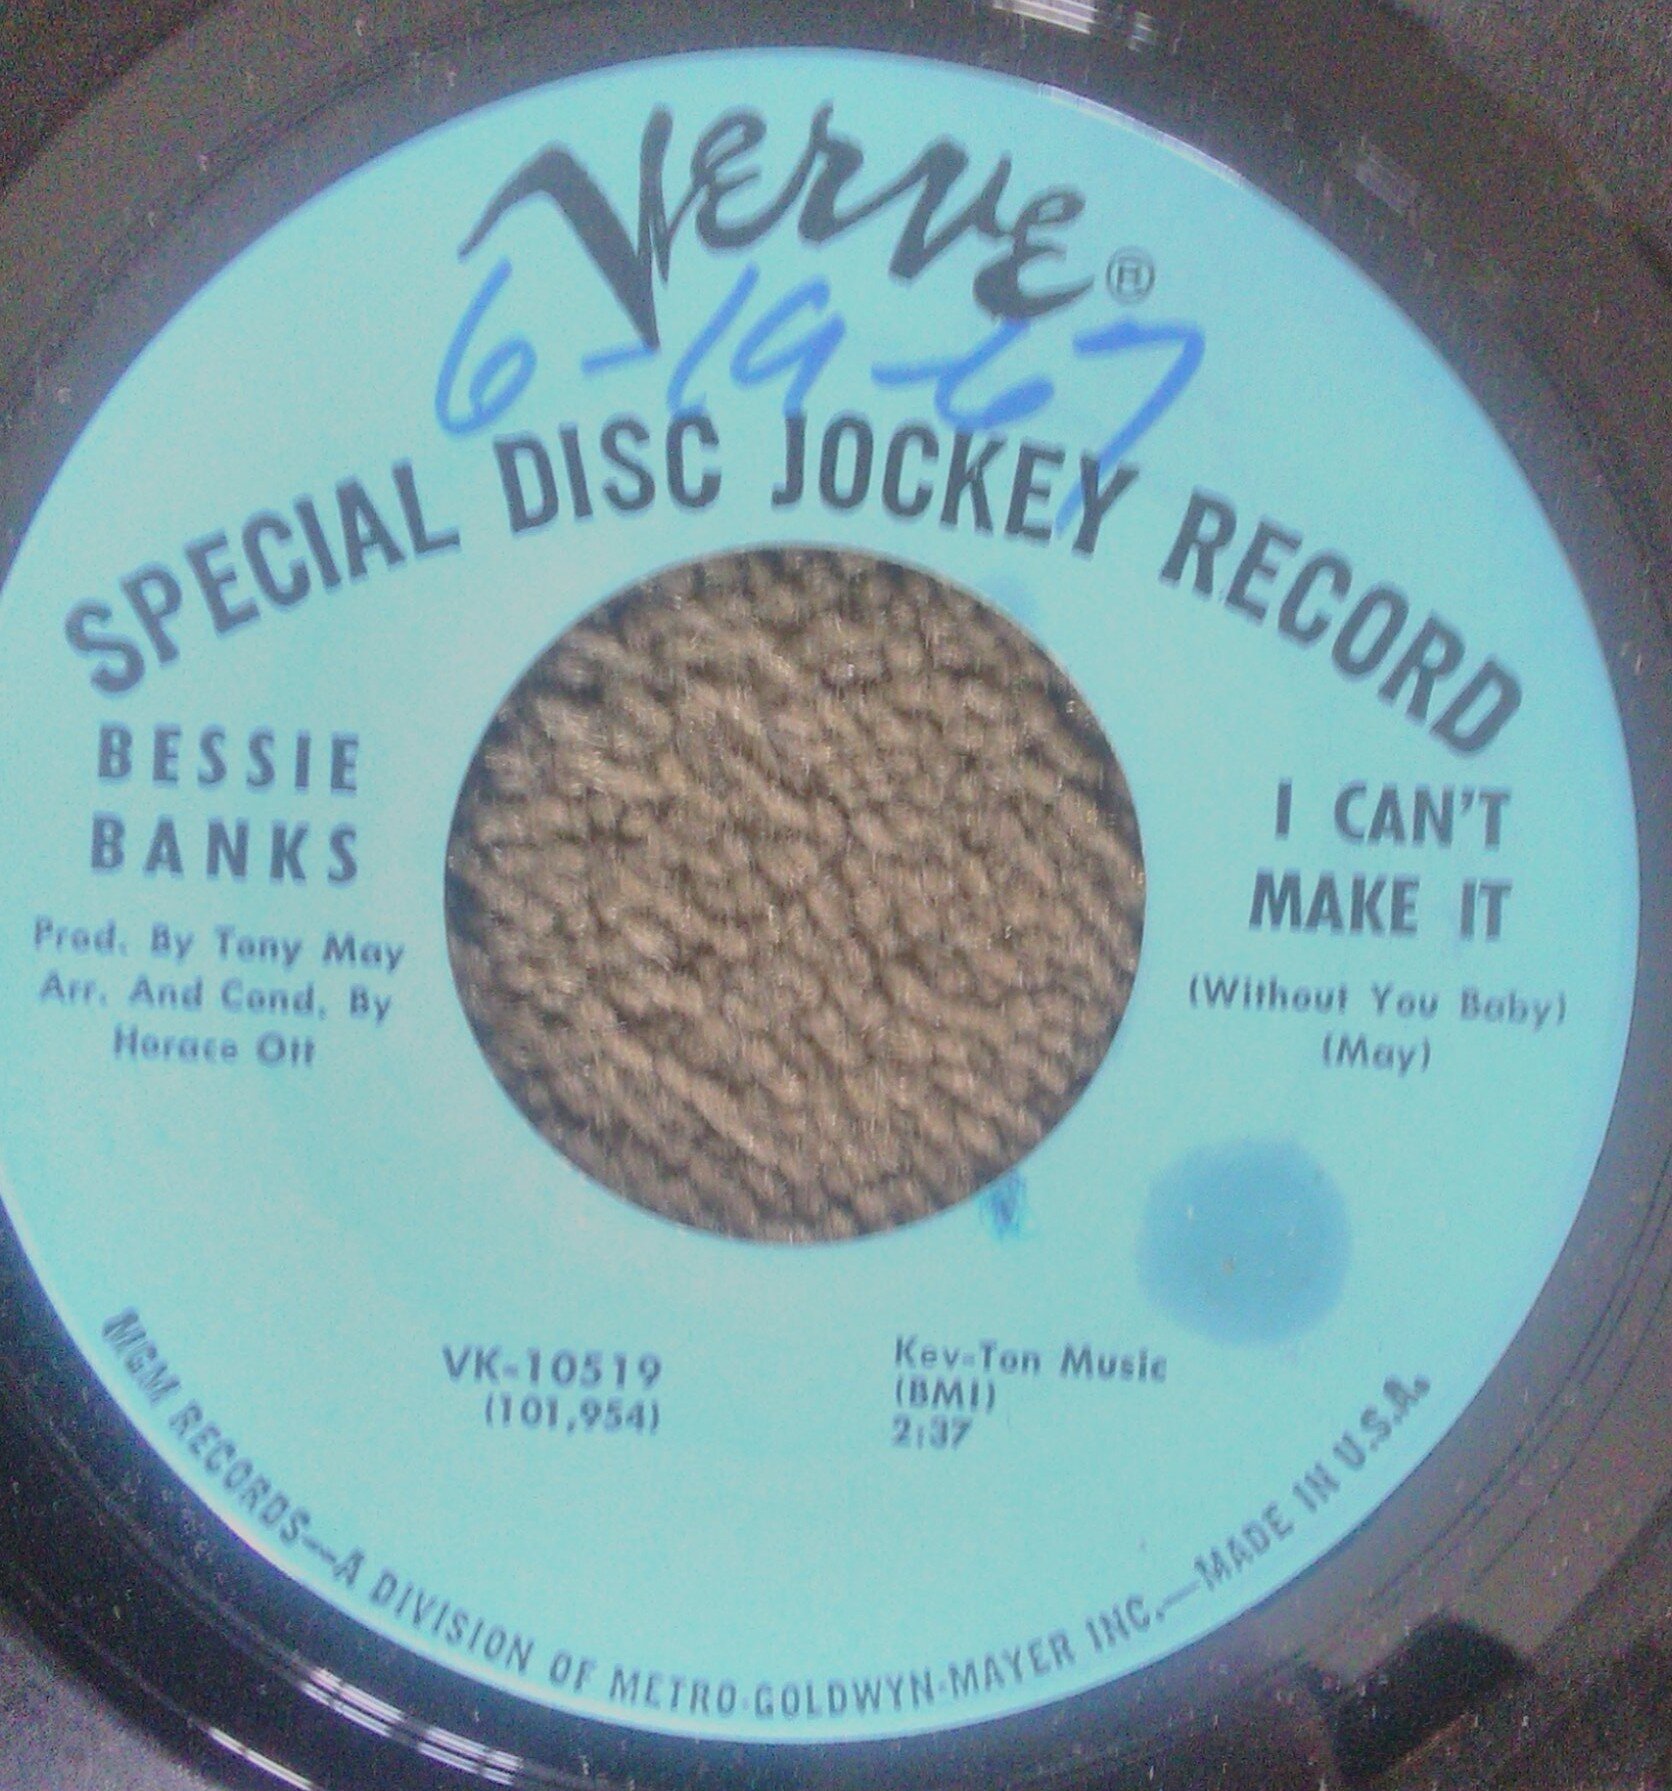 Verve®
6-19-67
SPECIAL DISC JOCKEY RECORD
BESSIE
BANKS
Prod. By Tony May
Arr. And Cond. By
Horace Ott
I CAN'T
MAKE IT
(Without You Baby)
(May)
VK-10519
(101,954)
Kev-Ton Music
(BMI)
2:37
MGM RECORDS—A DIVISION OF METRO-GOLDWYN-MAYER INC.—MADE IN U.S.A.